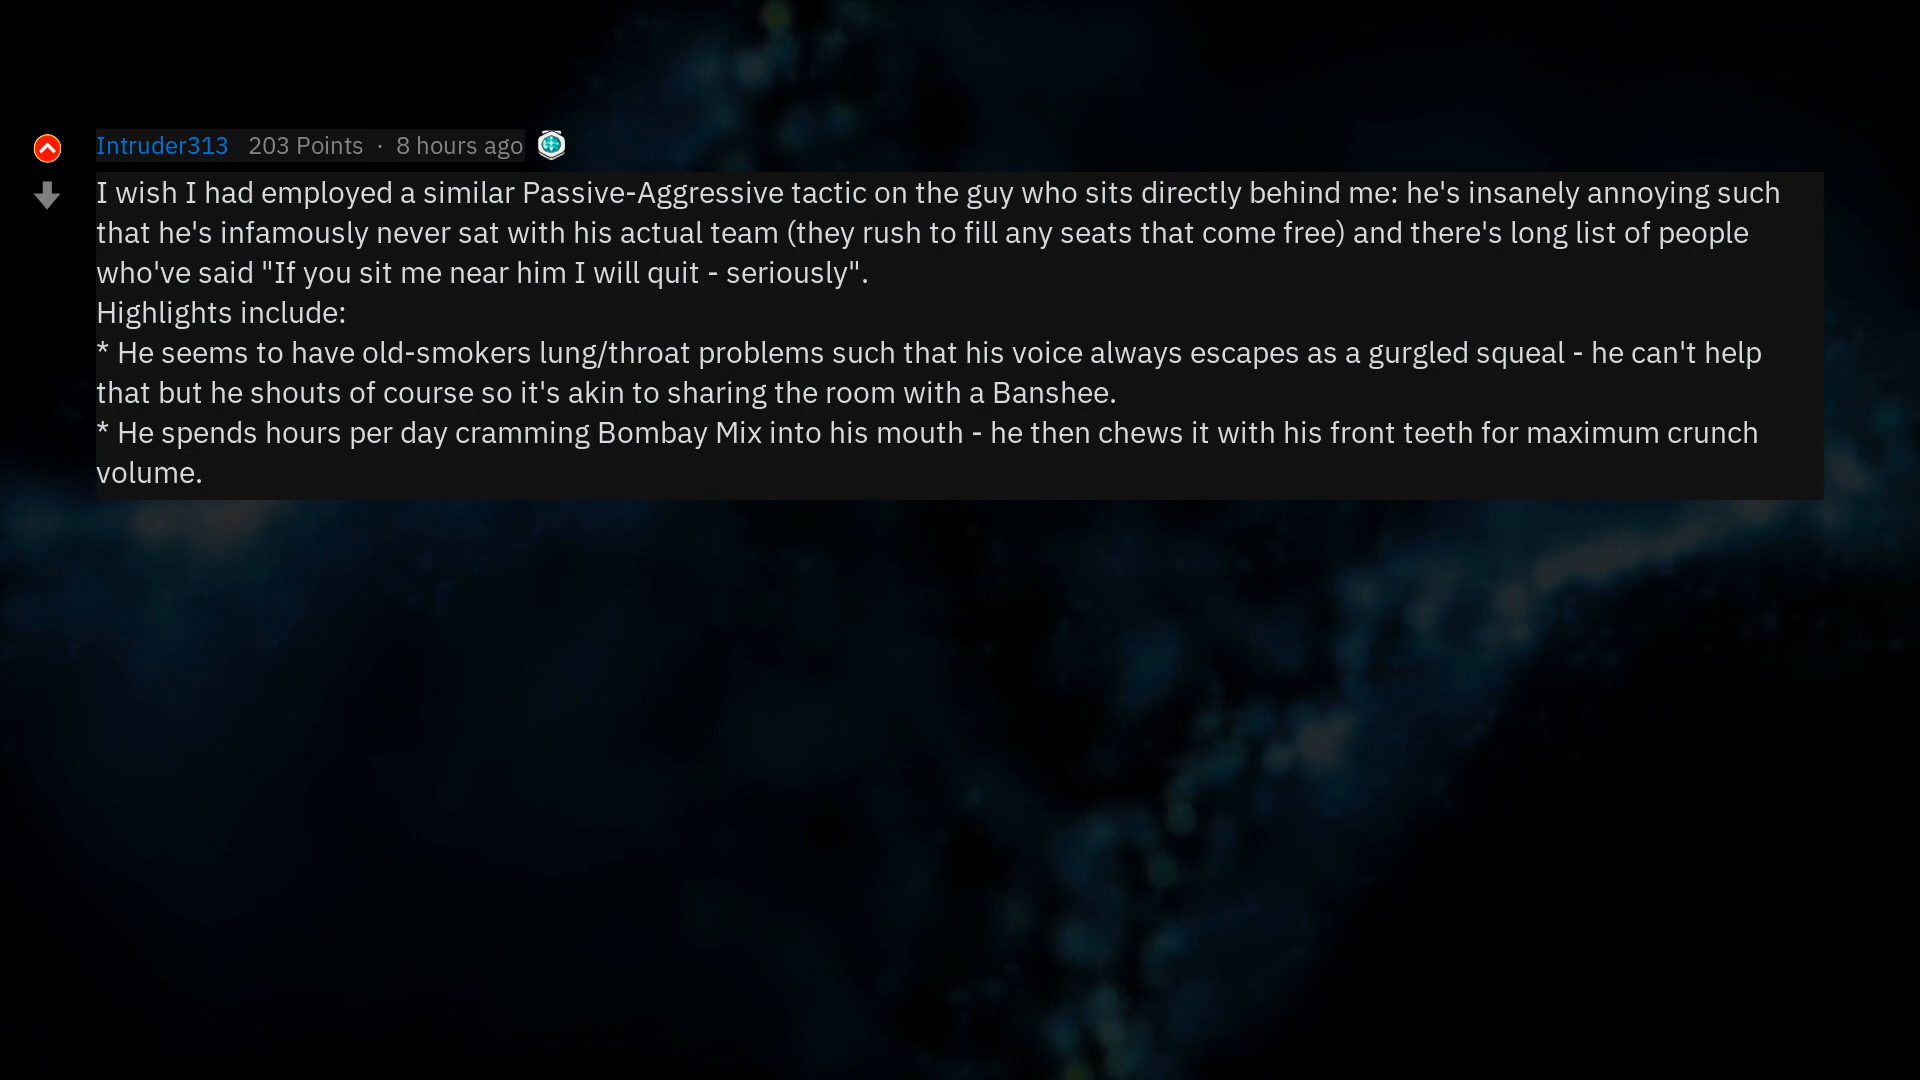 Intruder313 203 Points · 8 hours ago
I wish I had employed a similar Passive-Aggressive tactic on the guy who sits directly behind me: he's insanely annoying such
that he's infamously never sat with his actual team (they rush to fill any seats that come free) and there's long list of people
who've said "If you sit me near him I will quit - seriously".
Highlights include:
* He seems to have old-smokers lung/throat problems such that his voice always escapes as a gurgled squeal - he can't help
that but he shouts of course so it's akin to sharing the room with a Banshee.
* He spends hours per day cramming Bombay Mix into his mouth - he then chews it with his front teeth for maximum crunch
volume.